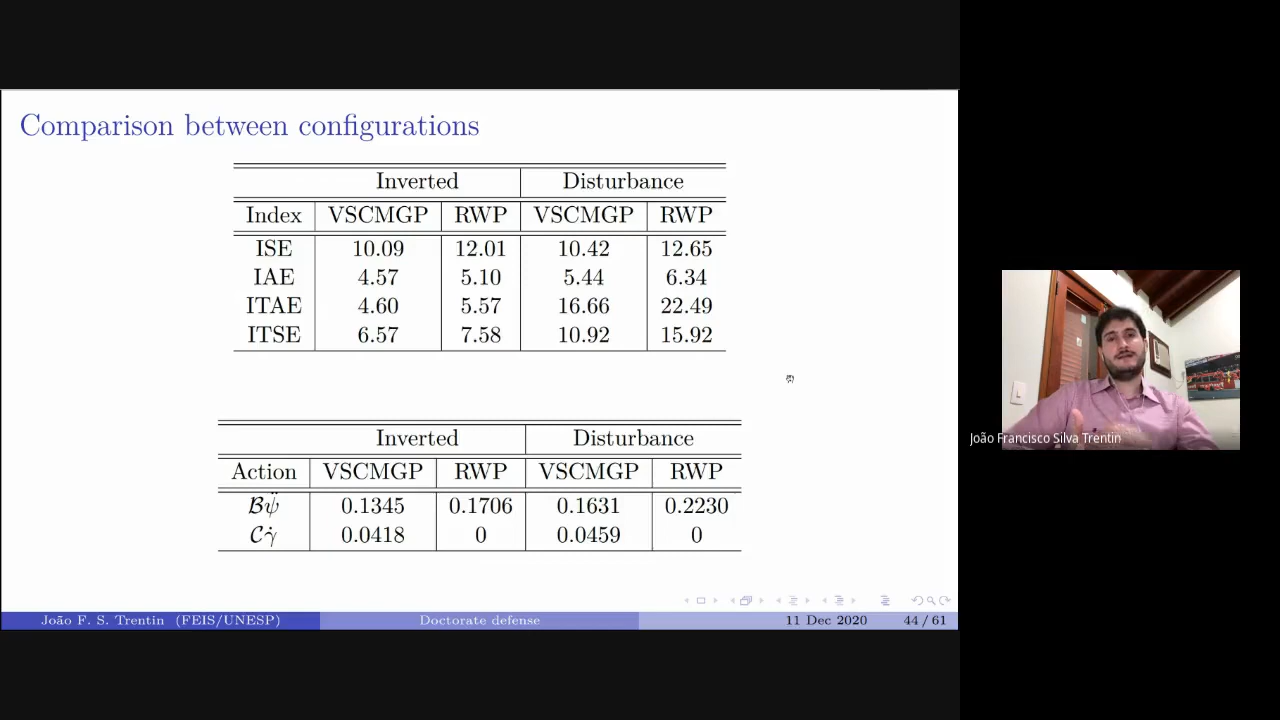 Comparison between configurations
Inverted Disturbance
Index VSCMGP RWP VSCMGP RWP
ISE 10.09 12.01 10.42 12.65
IAE 4.57 5.10 5.44 6.34
ITAE 4.60 5.57 16.66 22.49
ITSE 6.57 7.58 10.92 15.92
Inverted Disturbance
Action VSCMGP RWP VSCMGP RWP
ℬψ̈ 0.1345 0.1706 0.1631 0.2230
𝒞γ̇ 0.0418 0 0.0459 0
João F. S. Trentin (FEIS/UNESP) Doctorate defense 11 Dec 2020 44 / 61
João Francisco Silva Trentin